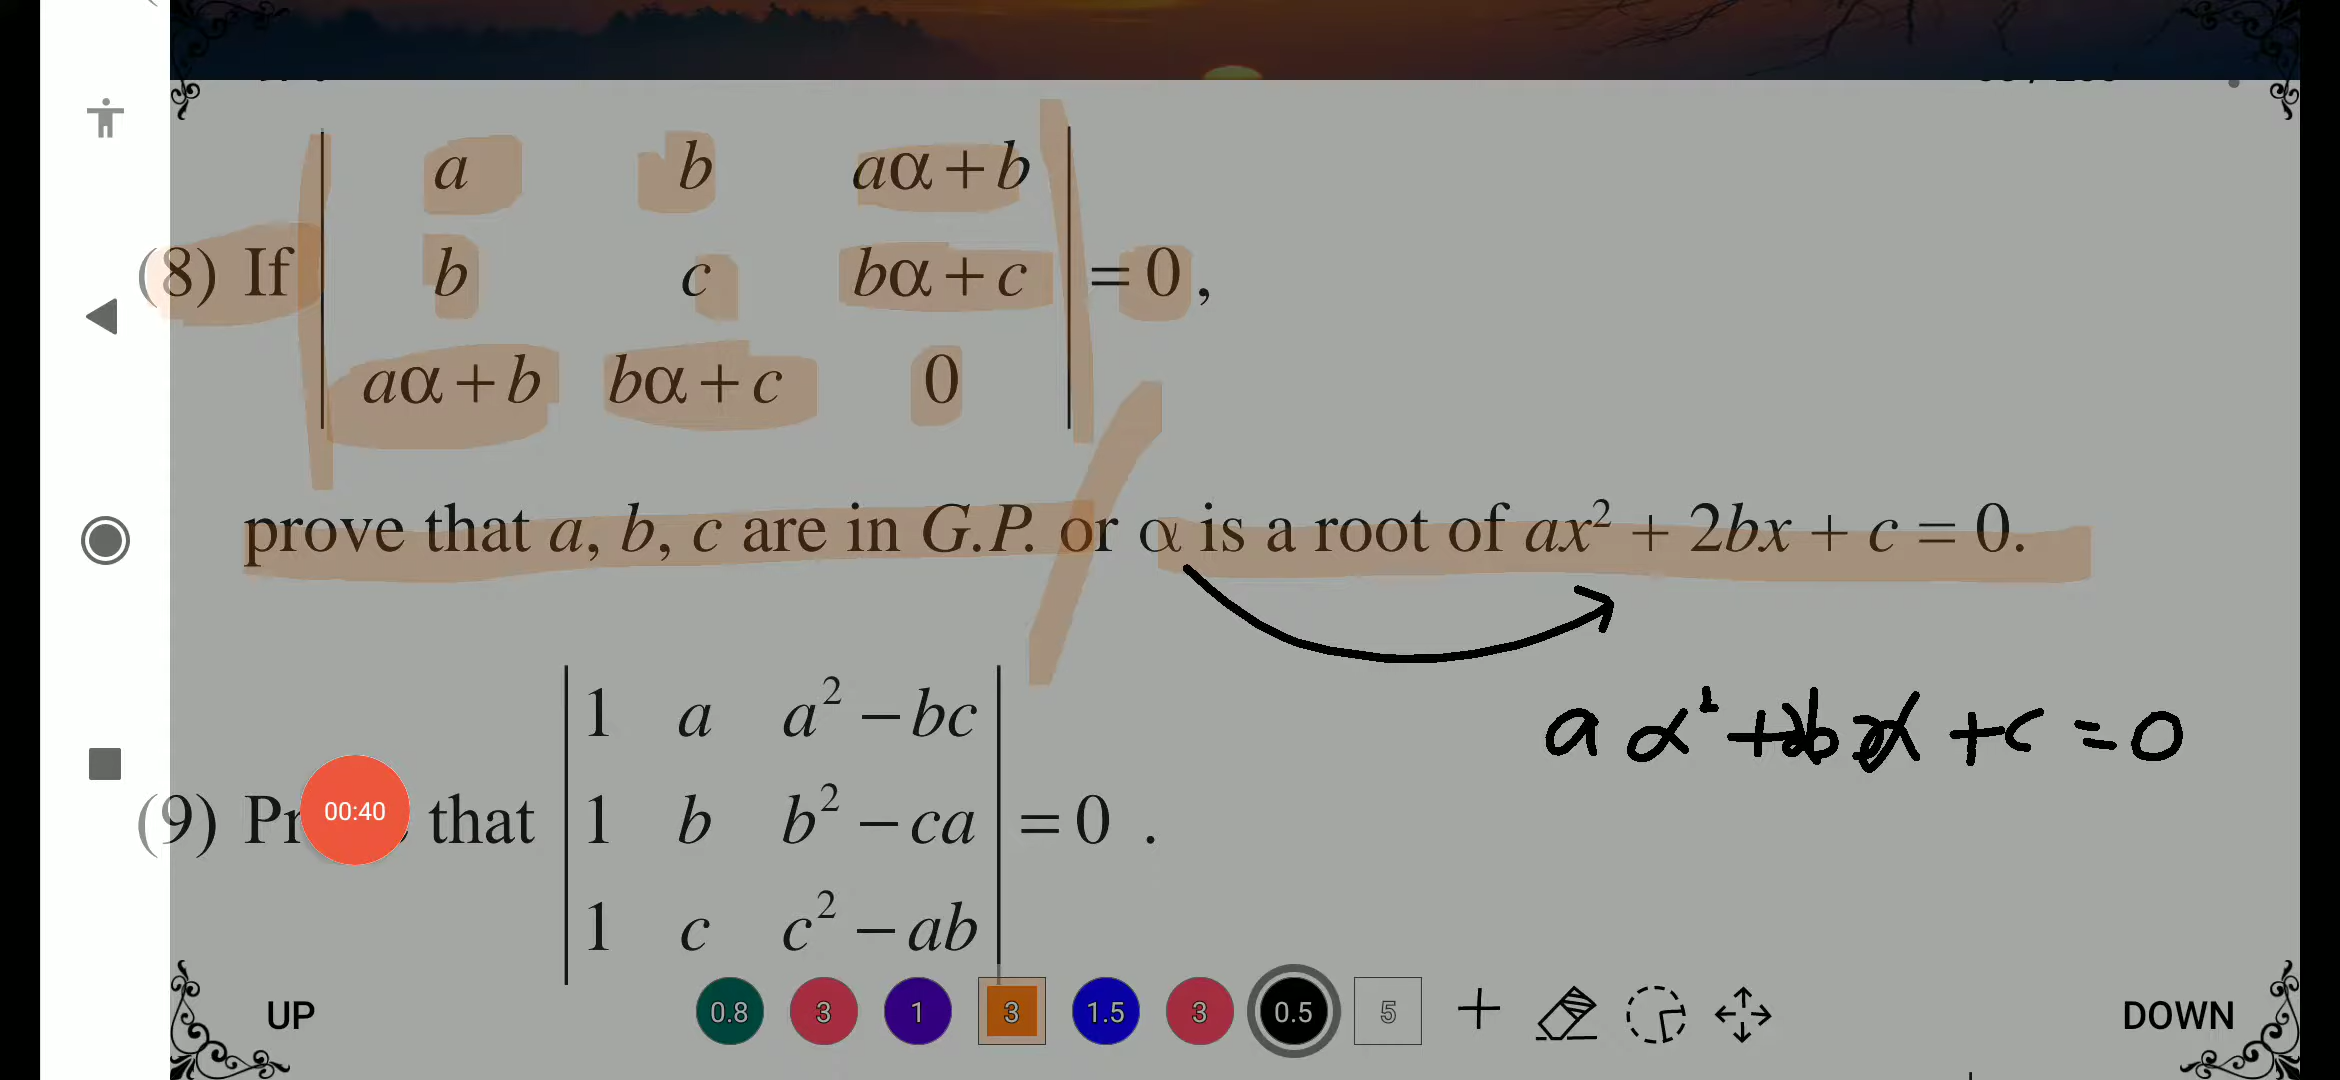 a b aα + b
(8) If b c bα + c = 0,
aα + b bα + c 0
prove that a, b, c are in G.P. or α is a root of ax² + 2bx + c = 0.
aα² + 2bα + c = 0
1 a a² − bc
(9) Pr that 1 b b² − ca = 0 .
1 c c² − ab
00:40
UP 0.8 3 1 3 1.5 3 0.5 5 DOWN